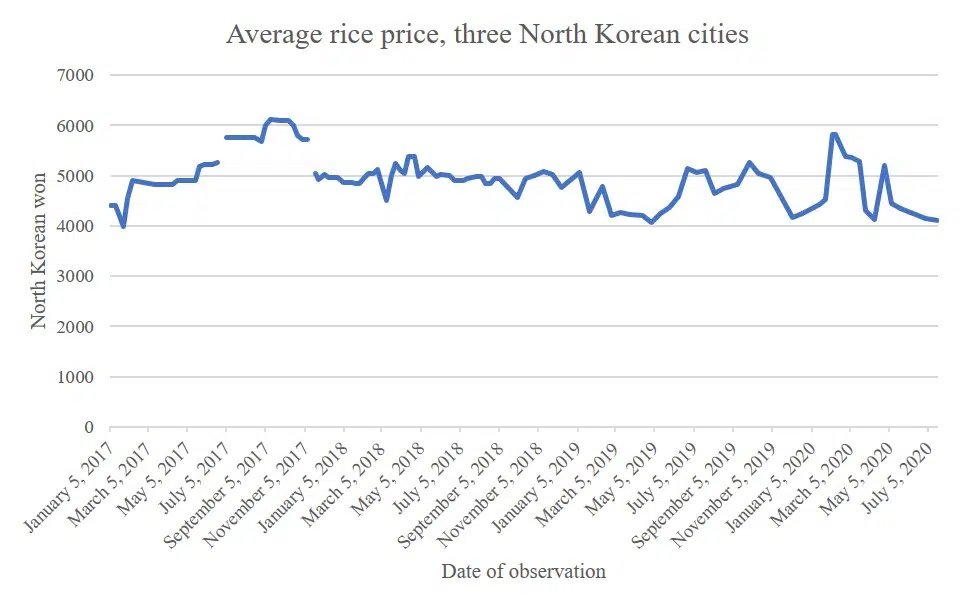 Average rice price, three North Korean cities
North Korean won
7000
6000
5000
4000
3000
2000
1000
0
January 5, 2017
March 5, 2017
May 5, 2017
July 5, 2017
September 5, 2017
November 5, 2017
January 5, 2018
March 5, 2018
May 5, 2018
July 5, 2018
September 5, 2018
November 5, 2018
January 5, 2019
March 5, 2019
May 5, 2019
July 5, 2019
September 5, 2019
November 5, 2019
January 5, 2020
March 5, 2020
May 5, 2020
July 5, 2020
Date of observation